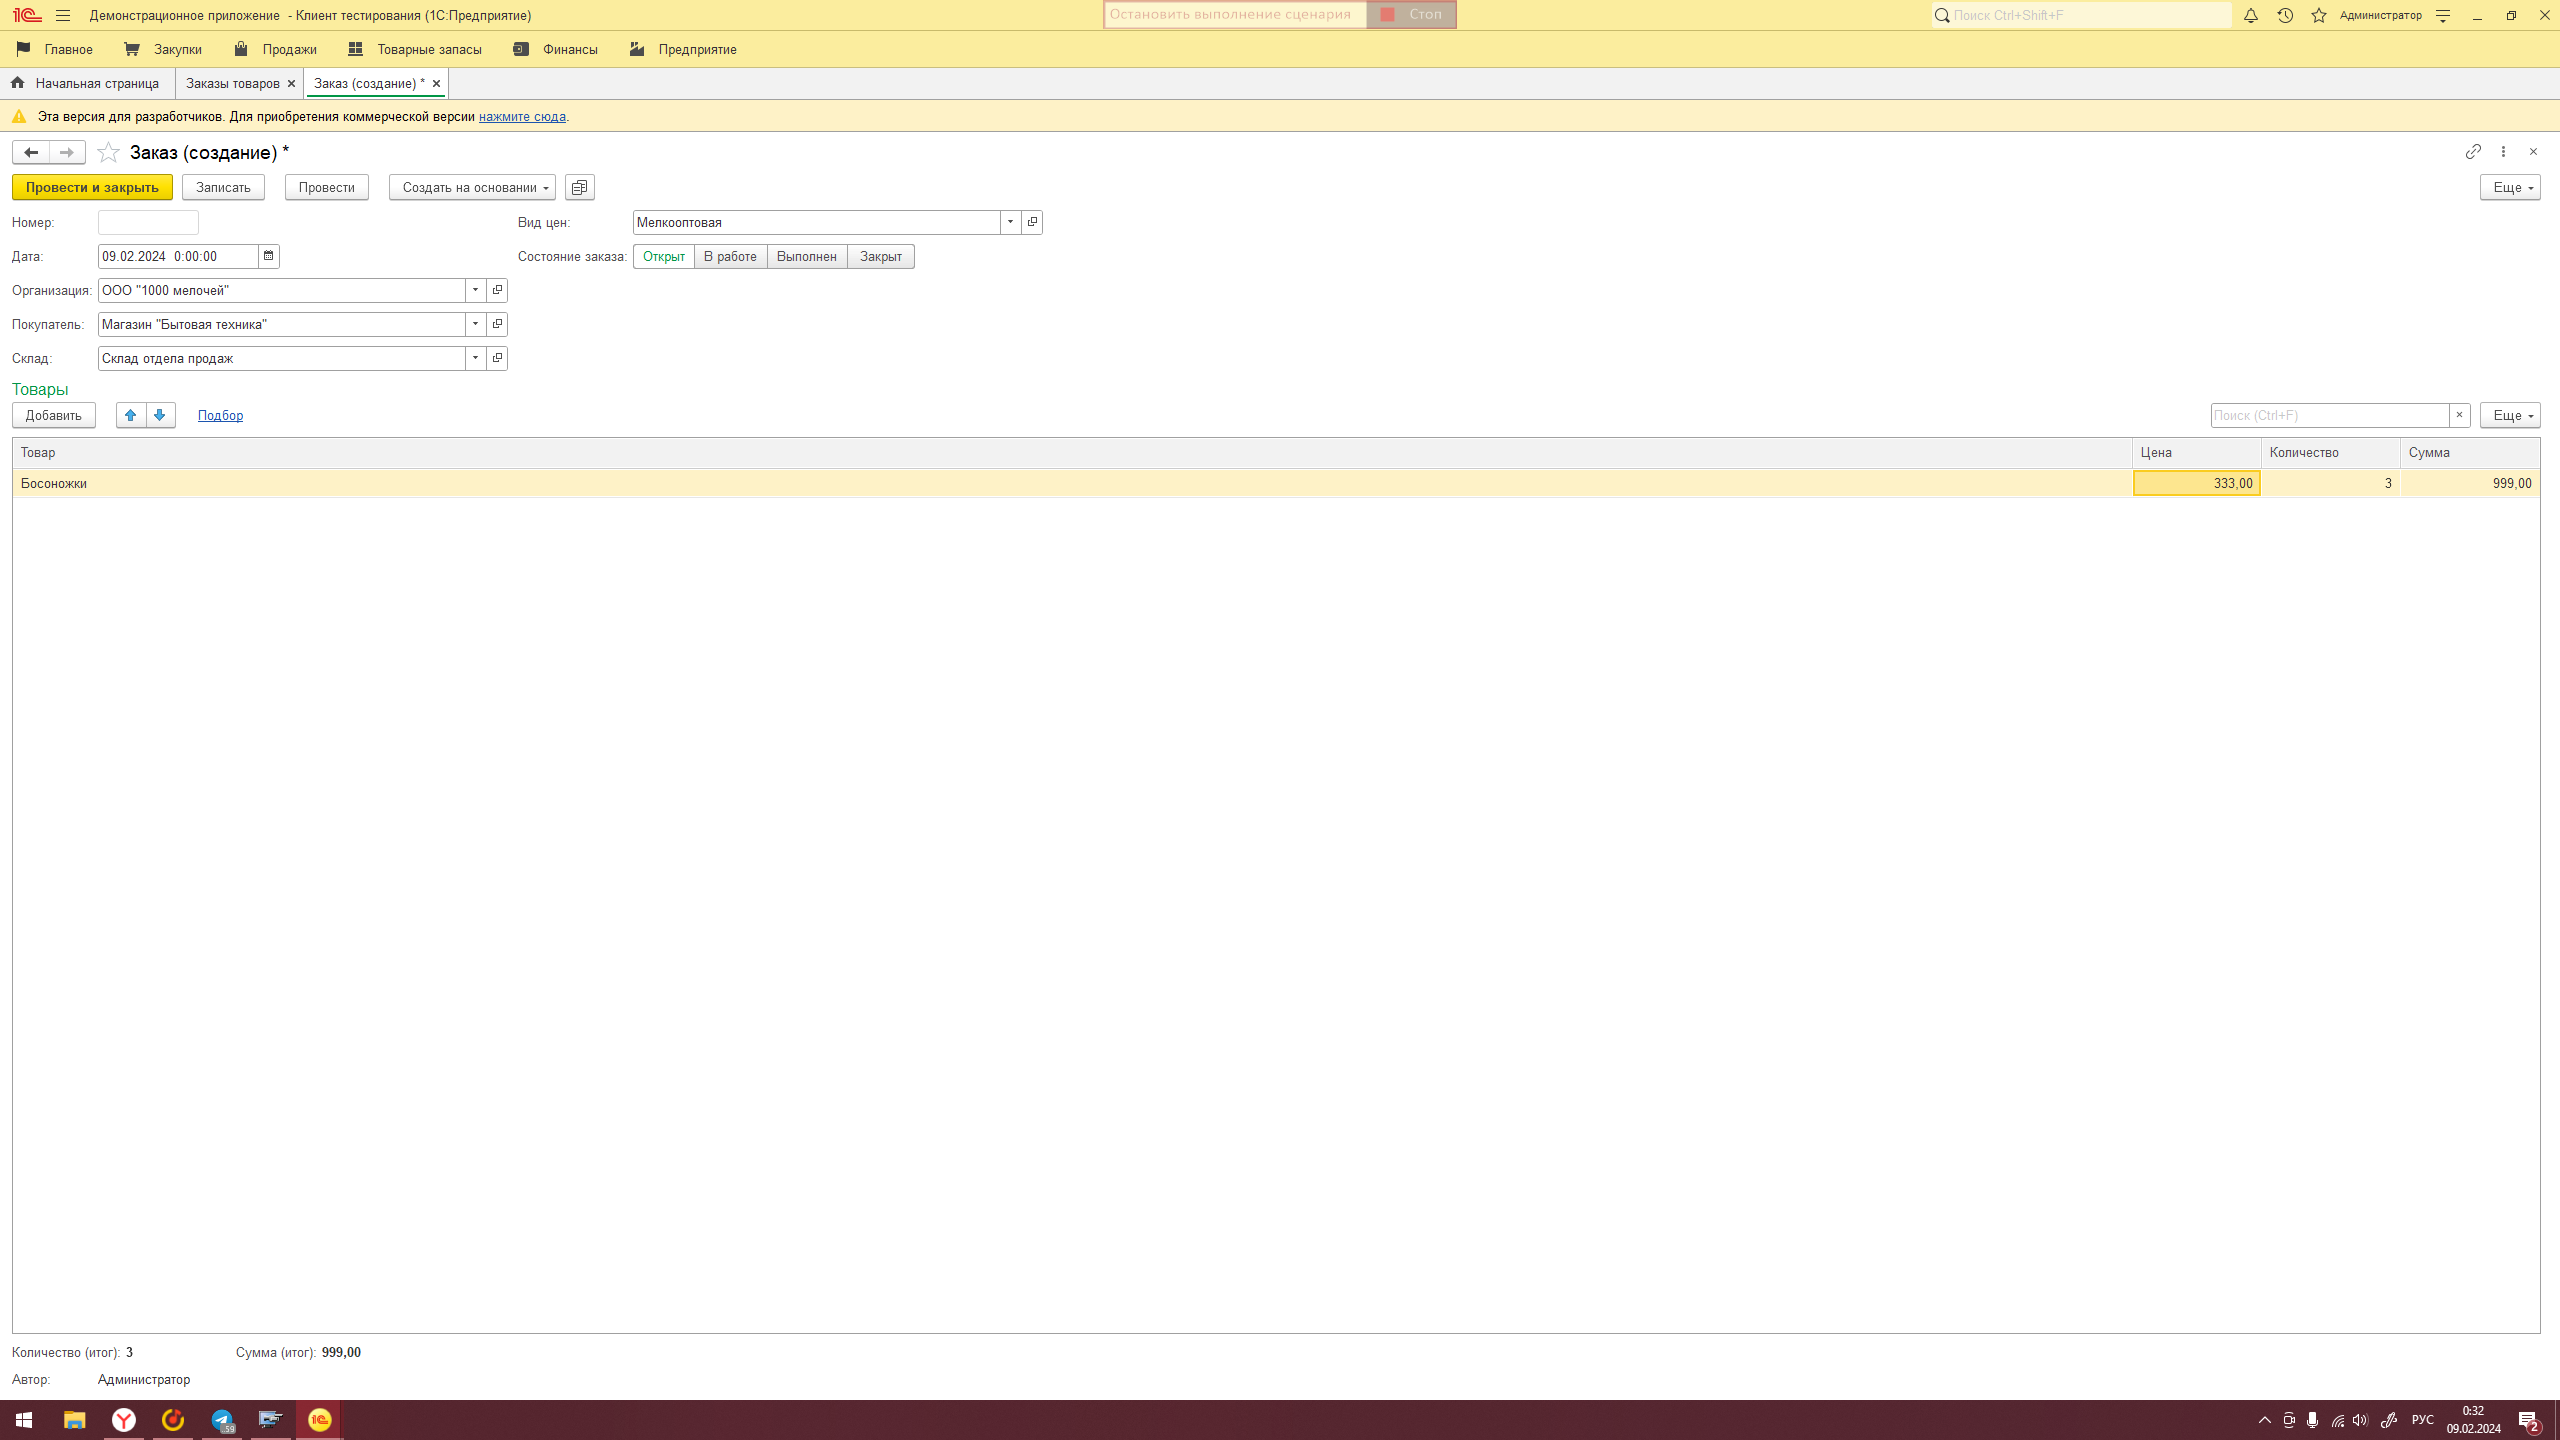 Демонстрационное приложение - Клиент тестирования (1С:Предприятие)
Остановить выполнение сценария Стоп
Поиск Ctrl+Shift+F
Администратор
Главное Закупки Продажи Товарные запасы Финансы Предприятие
Начальная страница Заказы товаров Заказ (создание) *
Эта версия для разработчиков. Для приобретения коммерческой версии нажмите сюда.
Заказ (создание) *
Провести и закрыть Записать Провести Создать на основании Еще
Номер: Вид цен: Мелкооптовая
Дата: 09.02.2024 0:00:00 Состояние заказа: Открыт В работе Выполнен Закрыт
Организация: ООО "1000 мелочей"
Покупатель: Магазин "Бытовая техника"
Склад: Склад отдела продаж
Товары
Добавить Подбор Поиск (Ctrl+F) Еще
Товар Цена Количество Сумма
Босоножки 333,00 3 999,00
Количество (итог): 3 Сумма (итог): 999,00
Автор: Администратор
59
РУС
0:32
09.02.2024
2